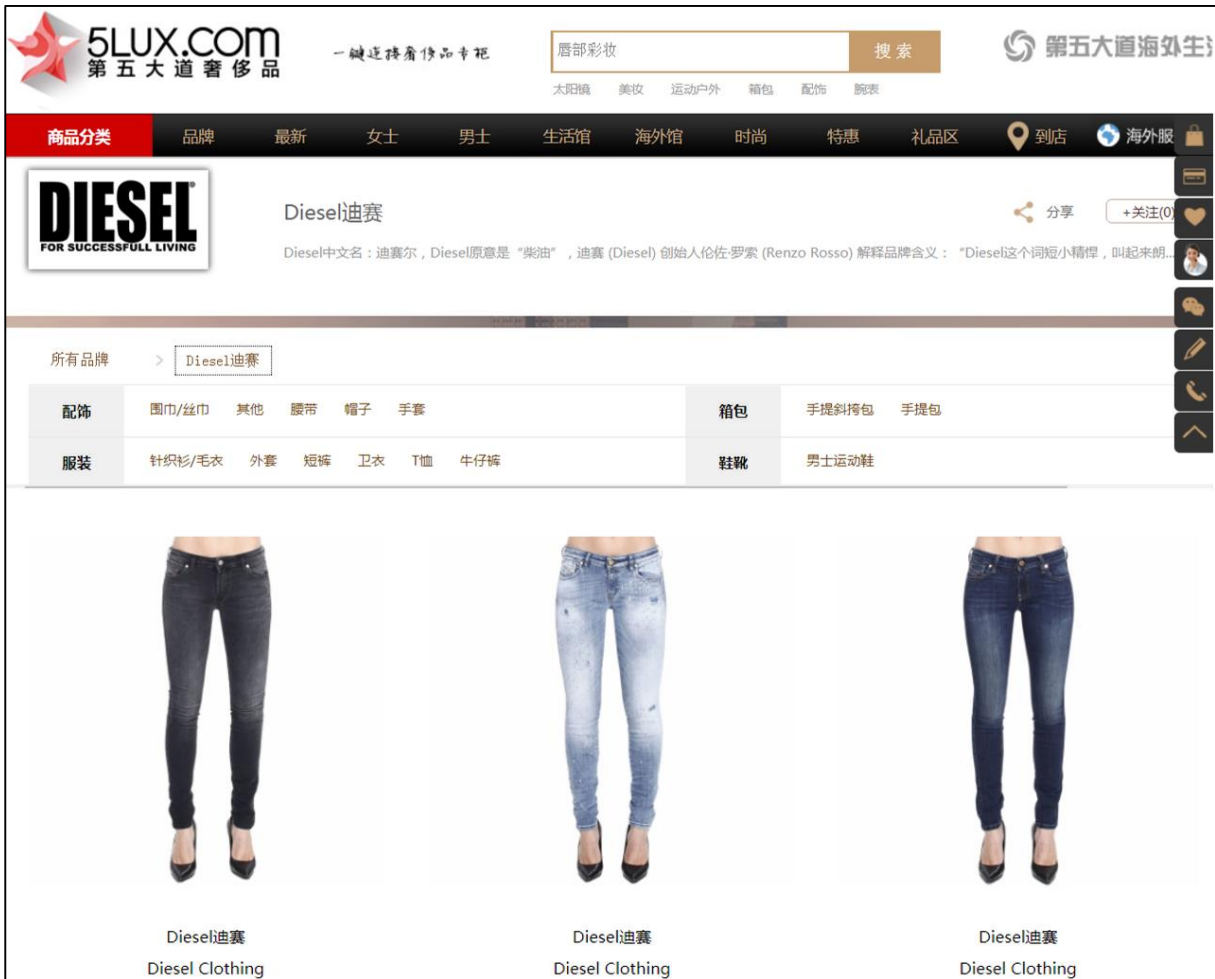 5LUX.COM
第五大道奢侈品
一键连接奢侈品专柜
唇部彩妆
搜索
太阳镜 美妆 运动户外 箱包 配饰 腕表
第五大道海外生
商品分类 品牌 最新 女士 男士 生活馆 海外馆 时尚 特惠 礼品区 到店 海外服
DIESEL®
FOR SUCCESSFULL LIVING
Diesel迪赛
分享
+关注(0)
Diesel中文名：迪塞尔，Diesel原意是“柴油”，迪赛 (Diesel) 创始人伦佐·罗索 (Renzo Rosso) 解释品牌含义：“Diesel这个词短小精悍，叫起来朗...
所有品牌 > Diesel迪赛
配饰 围巾/丝巾 其他 腰带 帽子 手套
箱包 手提斜挎包 手提包
服装 针织衫/毛衣 外套 短裤 卫衣 T恤 牛仔裤
鞋靴 男士运动鞋
Diesel迪赛 Diesel迪赛 Diesel迪赛
Diesel Clothing Diesel Clothing Diesel Clothing